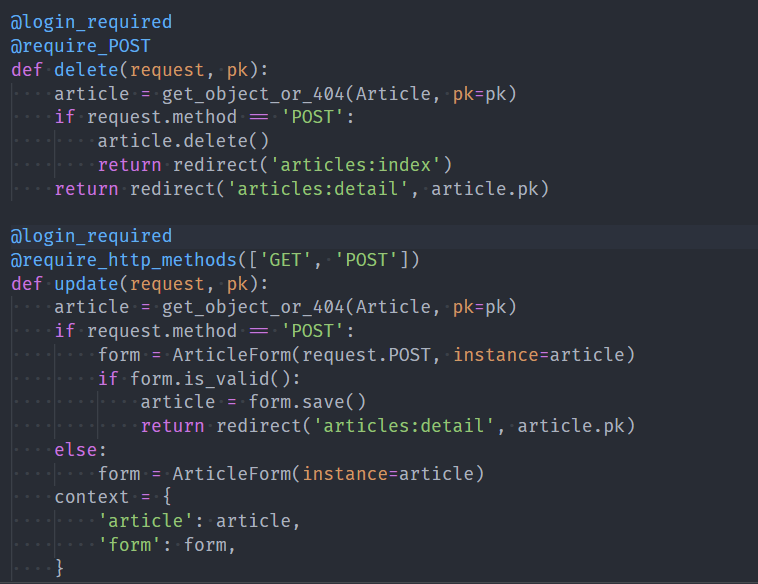 @login_required
@require_POST
def delete(request, pk):
    article = get_object_or_404(Article, pk=pk)
    if request.method == 'POST':
        article.delete()
        return redirect('articles:index')
    return redirect('articles:detail', article.pk)

@login_required
@require_http_methods(['GET', 'POST'])
def update(request, pk):
    article = get_object_or_404(Article, pk=pk)
    if request.method == 'POST':
        form = ArticleForm(request.POST, instance=article)
        if form.is_valid():
            article = form.save()
            return redirect('articles:detail', article.pk)
    else:
        form = ArticleForm(instance=article)
    context = {
        'article': article,
        'form': form,
    }